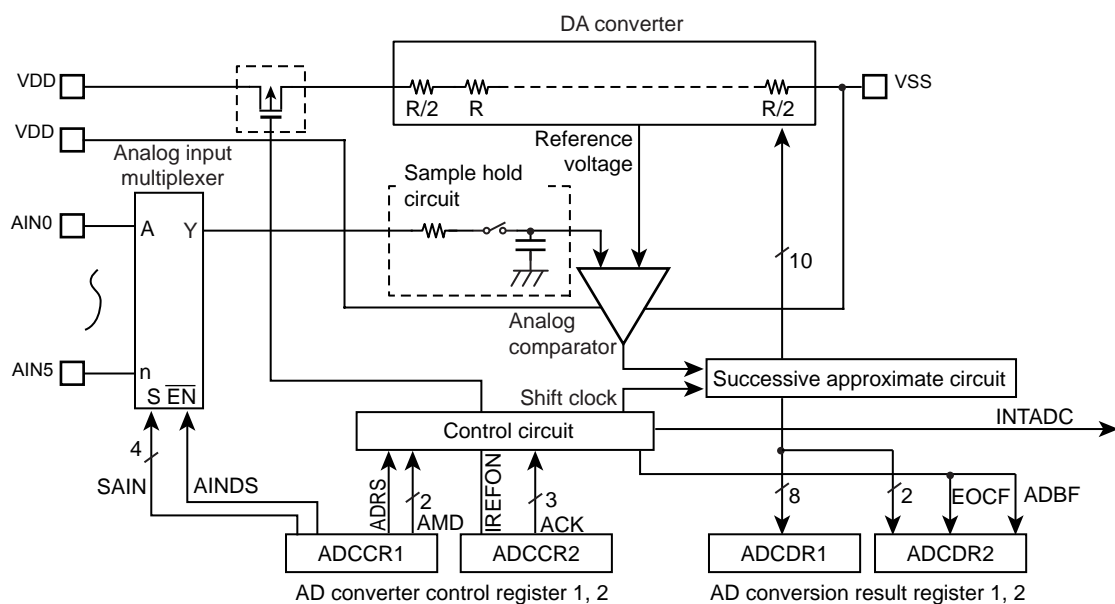 DA converter
VDD
R/2
R
R/2
VSS
VDD
Analog input
multiplexer
Reference
voltage
Sample hold
circuit
AIN0
A
Y
10
AIN5
n
S
EN
Analog
comparator
Successive approximate circuit
Shift clock
Control circuit
INTADC
4
SAIN
AINDS
ADRS
2
AMD
IREFON
3
ACK
8
2
EOCF
ADBF
ADCCR1
ADCCR2
ADCDR1
ADCDR2
AD converter control register 1, 2
AD conversion result register 1, 2